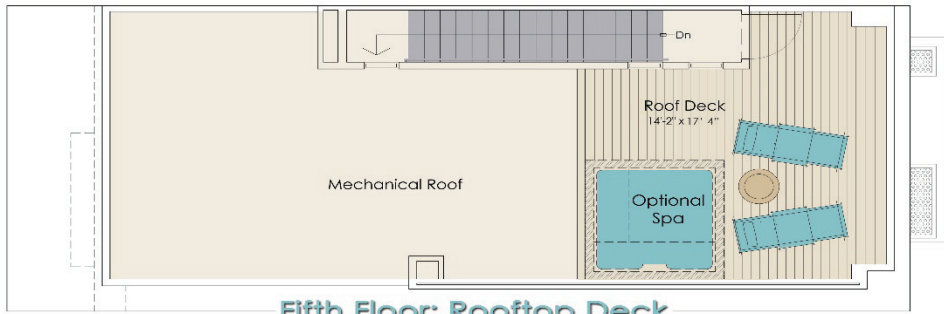 Dn
Roof Deck
14'-2" x 17' 4"
Mechanical Roof
Optional
Spa
Fifth Floor: Rooftop Deck